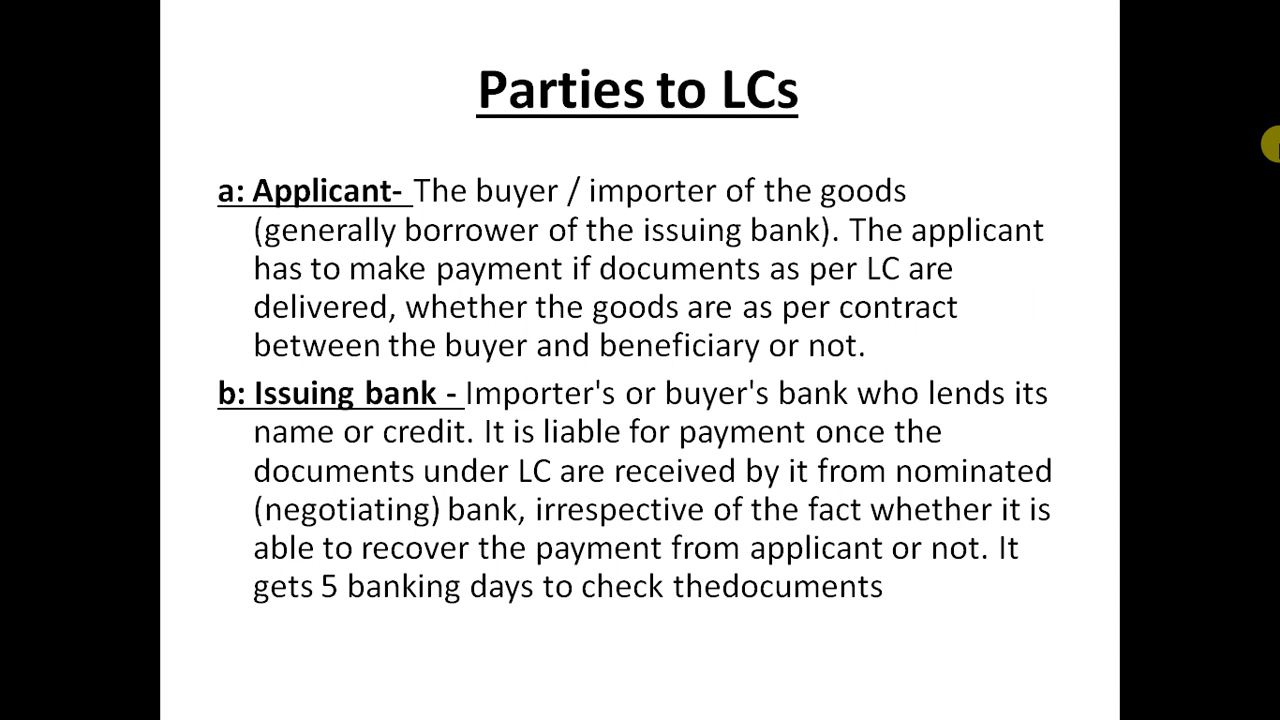 Parties to LCs
a: Applicant- The buyer / importer of the goods
(generally borrower of the issuing bank). The applicant
has to make payment if documents as per LC are
delivered, whether the goods are as per contract
between the buyer and beneficiary or not.
b: Issuing bank - Importer's or buyer's bank who lends its
name or credit. It is liable for payment once the
documents under LC are received by it from nominated
(negotiating) bank, irrespective of the fact whether it is
able to recover the payment from applicant or not. It
gets 5 banking days to check thedocuments